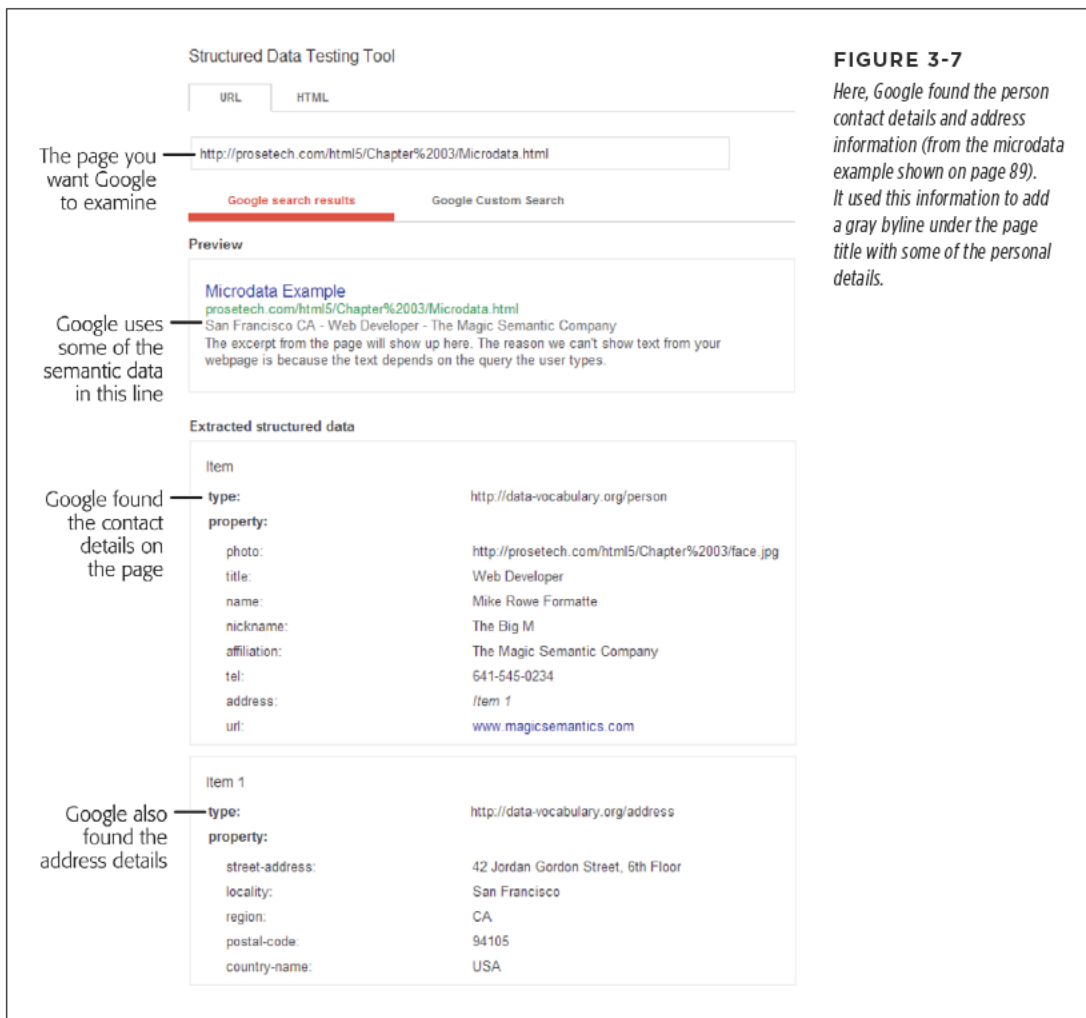 Structured Data Testing Tool
URL HTML
The page you
want Google
to examine
http://prosetech.com/html5/Chapter%2003/Microdata.html
Google search results Google Custom Search
Preview
Microdata Example
prosetech.com/html5/Chapter%2003/Microdata.html
San Francisco CA - Web Developer - The Magic Semantic Company
The excerpt from the page will show up here. The reason we can't show text from your
webpage is because the text depends on the query the user types.
Google uses
some of the
semantic data
in this line
Extracted structured data
Item
type: http://data-vocabulary.org/person
property:
photo: http://prosetech.com/html5/Chapter%2003/face.jpg
title: Web Developer
name: Mike Rowe Formatte
nickname: The Big M
affiliation: The Magic Semantic Company
tel: 641-545-0234
address: Item 1
url: www.magicsemantics.com
Google found
the contact
details on
the page
Item 1
type: http://data-vocabulary.org/address
property:
street-address: 42 Jordan Gordon Street, 6th Floor
locality: San Francisco
region: CA
postal-code: 94105
country-name: USA
Google also
found the
address details
FIGURE 3-7
Here, Google found the person
contact details and address
information (from the microdata
example shown on page 89).
It used this information to add
a gray byline under the page
title with some of the personal
details.